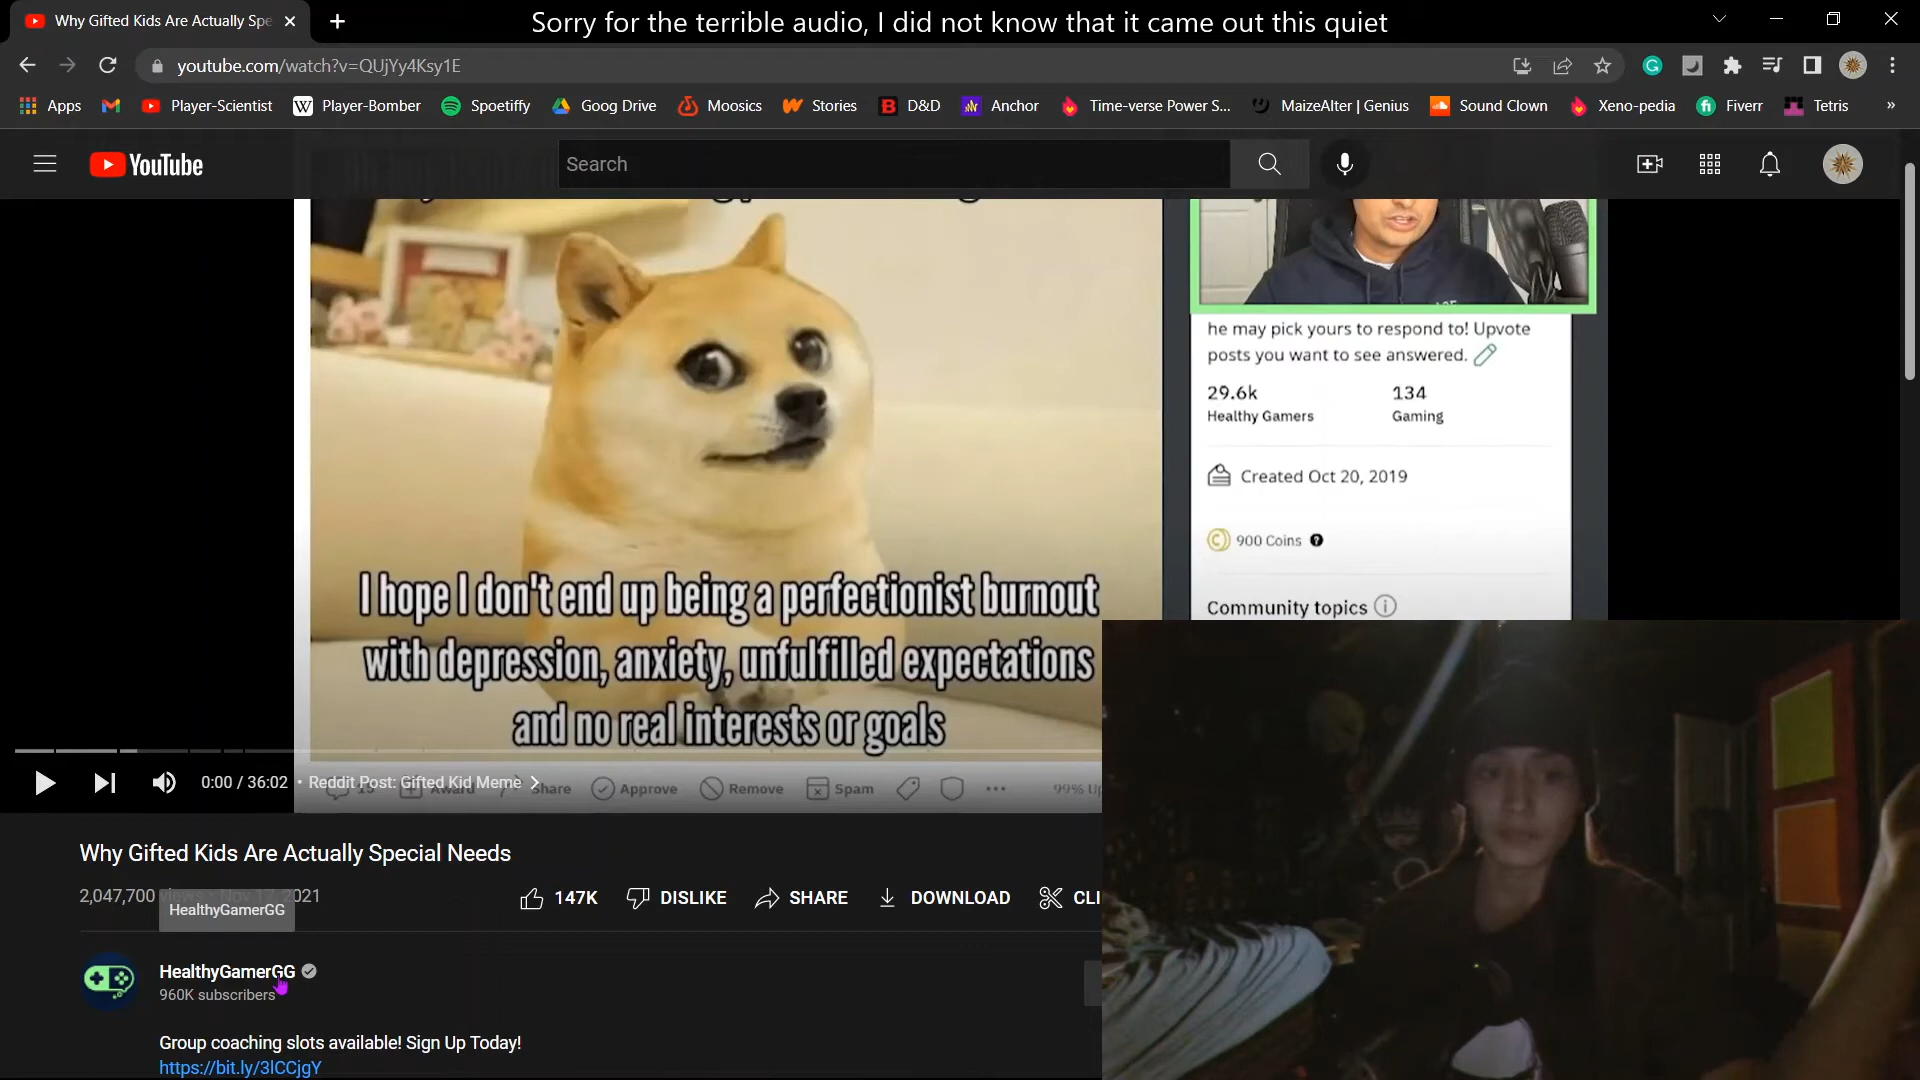 Why Gifted Kids Are Actually Spe
Sorry for the terrible audio, I did not know that it came out this quiet
youtube.com/watch?v=QUjYy4Ksy1E
Apps
Player-Scientist
Player-Bomber
Spoetiffy
Goog Drive
Moosics
Stories
D&D
Anchor
Time-verse Power S...
MaizeAlter | Genius
Sound Clown
Xeno-pedia
Fiverr
Tetris
YouTube
Search
he may pick yours to respond to! Upvote
posts you want to see answered.
29.6k
134
Healthy Gamers
Gaming
Created Oct 20, 2019
900 Coins
Community topics
I hope I don't end up being a perfectionist burnout
with depression, anxiety, unfulfilled expectations
and no real interests or goals
0:00 / 36:02 • Reddit Post: Gifted Kid Meme
Award
Share
Approve
Remove
Spam
99%
Why Gifted Kids Are Actually Special Needs
2,047,700 views • Nov 17, 2021
147K
DISLIKE
SHARE
DOWNLOAD
CLI
HealthyGamerGG
HealthyGamerGG
960K subscribers
Group coaching slots available! Sign Up Today!
https://bit.ly/3lCCjgY